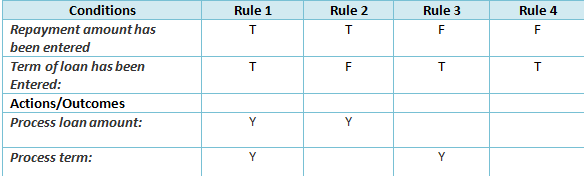 Conditions Rule 1 Rule 2 Rule 3 Rule 4
Repayment amount has T T F F
been entered
Term of loan has been T F T T
Entered:
Actions/Outcomes
Process loan amount: Y Y
Process term: Y Y